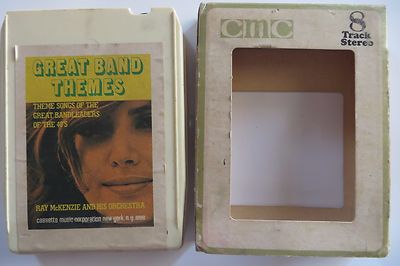 GREAT BAND
THEMES
THEME SONGS OF THE
GREAT BANDLEADERS
OF THE 40'S
RAY McKENZIE AND HIS ORCHESTRA
cassette music corporation new york, n.y. 10010
cmc
8
Track
Stereo